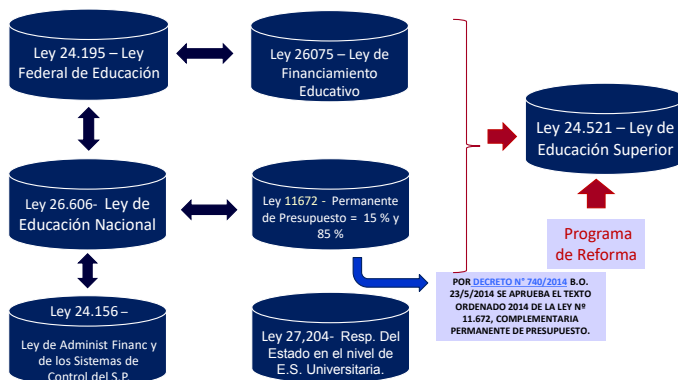 Ley 24.195 – Ley
Federal de Educación
Ley 26075 – Ley de
Financiamiento
Educativo
Ley 24.521 – Ley de
Educación Superior
Ley 26.606- Ley de
Educación Nacional
Ley 11672 - Permanente
de Presupuesto = 15 % y
85 %
Programa
de Reforma
POR DECRETO N° 740/2014 B.O.
23/5/2014 SE APRUEBA EL TEXTO
ORDENADO 2014 DE LA LEY Nº
11.672, COMPLEMENTARIA
PERMANENTE DE PRESUPUESTO.
Ley 24.156 –
Ley de Administ Financ y
de los Sistemas de
Control del S.P.
Ley 27,204- Resp. Del
Estado en el nivel de
E.S. Universitaria.